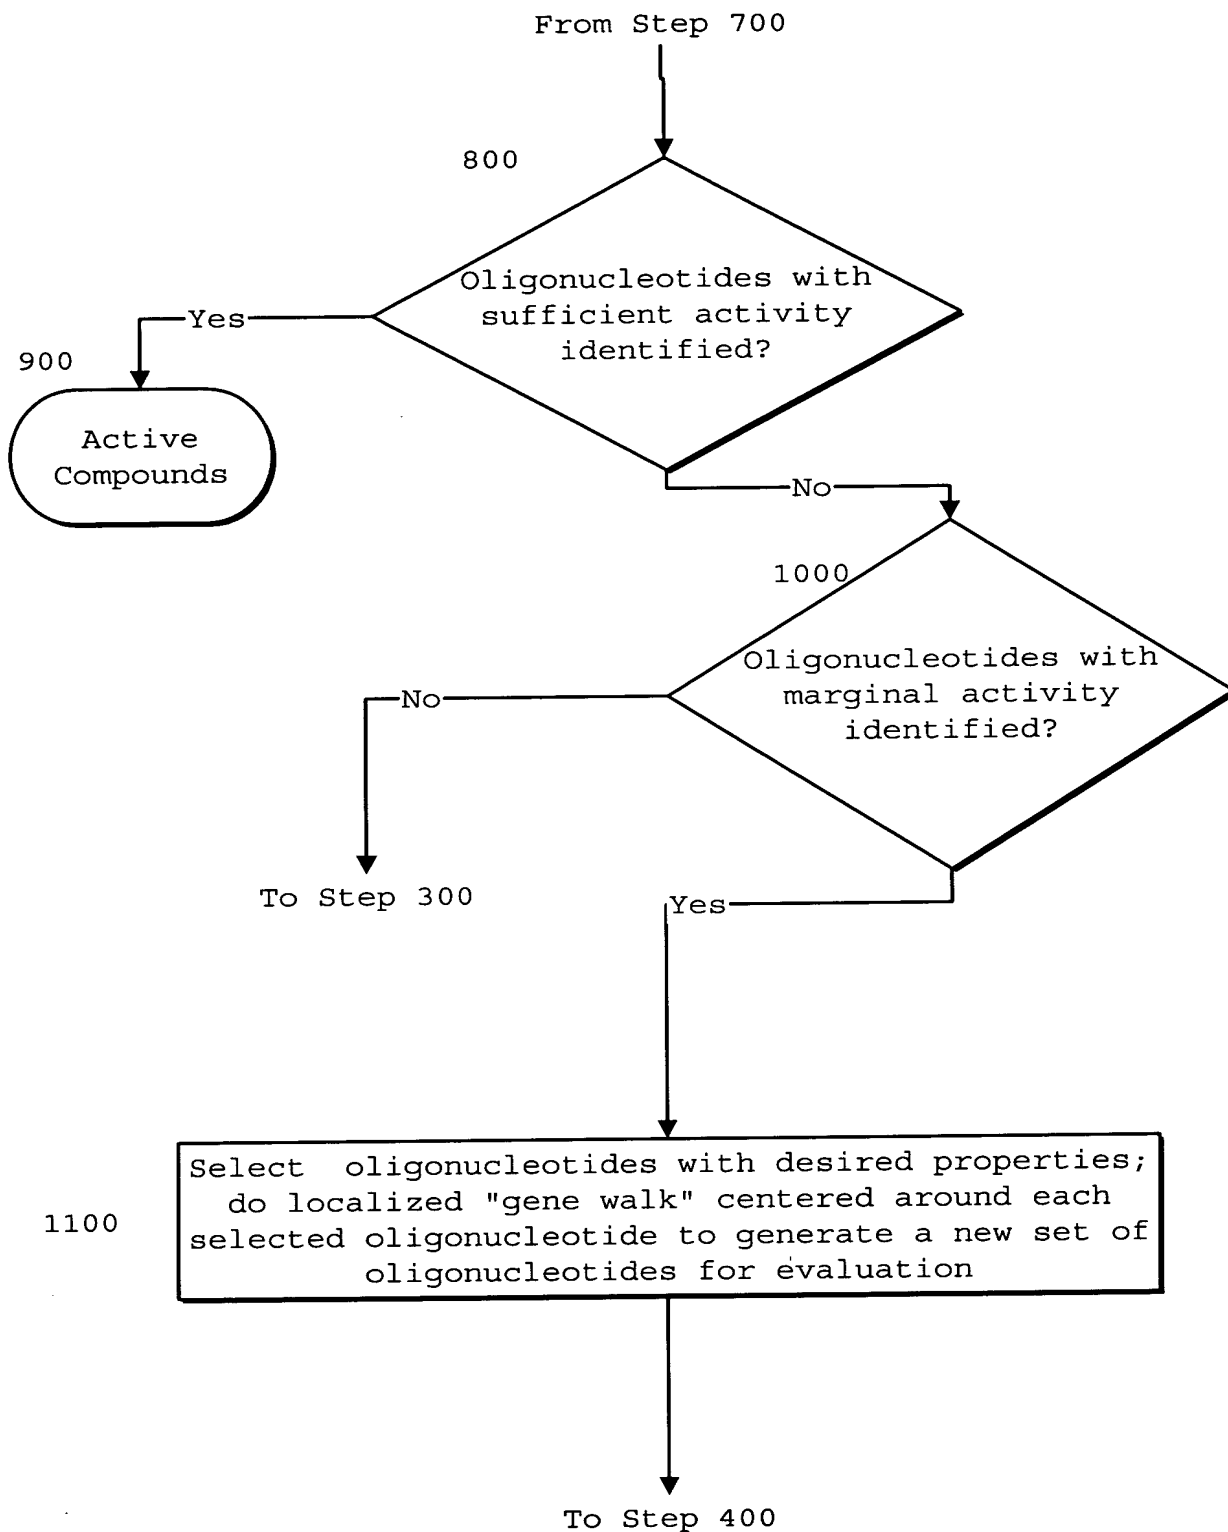 From Step 700
800
Oligonucleotides with
sufficient activity
identified?
Yes
900
Active
Compounds
No
1000
Oligonucleotides with
marginal activity
identified?
No
To Step 300
Yes
1100
Select oligonucleotides with desired properties;
do localized "gene walk" centered around each
selected oligonucleotide to generate a new set of
oligonucleotides for evaluation
To Step 400